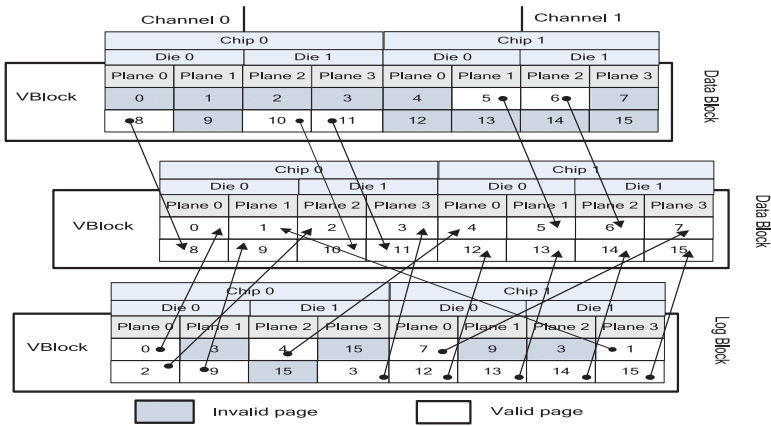 Channel 0 Channel 1
Chip 0 Chip 1
Die 0 Die 1 Die 0 Die 1
Plane 0 Plane 1 Plane 2 Plane 3 Plane 0 Plane 1 Plane 2 Plane 3
VBlock
0 1 2 3 4 5 6 7
8 9 10 11 12 13 14 15
Data Block
Chip 0 Chip 1
Die 0 Die 1 Die 0 Die 1
Plane 0 Plane 1 Plane 2 Plane 3 Plane 0 Plane 1 Plane 2 Plane 3
VBlock
0 1 2 3 4 5 6 7
8 9 10 11 12 13 14 15
Data Block
Chip 0 Chip 1
Die 0 Die 1 Die 0 Die 1
Plane 0 Plane 1 Plane 2 Plane 3 Plane 0 Plane 1 Plane 2 Plane 3
VBlock
0 3 4 15 7 9 3 1
2 9 15 3 12 13 14 15
Log Block
Invalid page Valid page